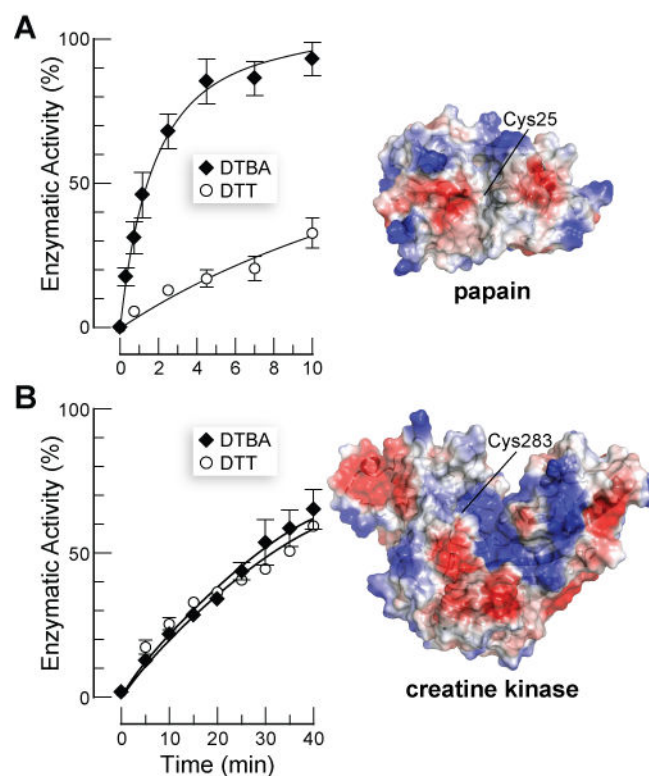 A
Enzymatic Activity (%)
100
50
0
DTBA
DTT
0 2 4 6 8 10
Cys25
papain
B
Enzymatic Activity (%)
100
50
0
DTBA
DTT
0 10 20 30 40
Time (min)
Cys283
creatine kinase